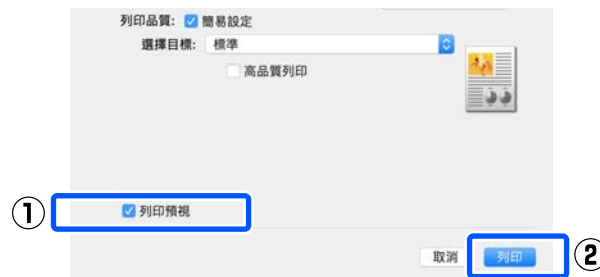 列印品質: 簡易設定
選擇目標: 標準
高品質列印
① 列印預視
取消 列印 ②